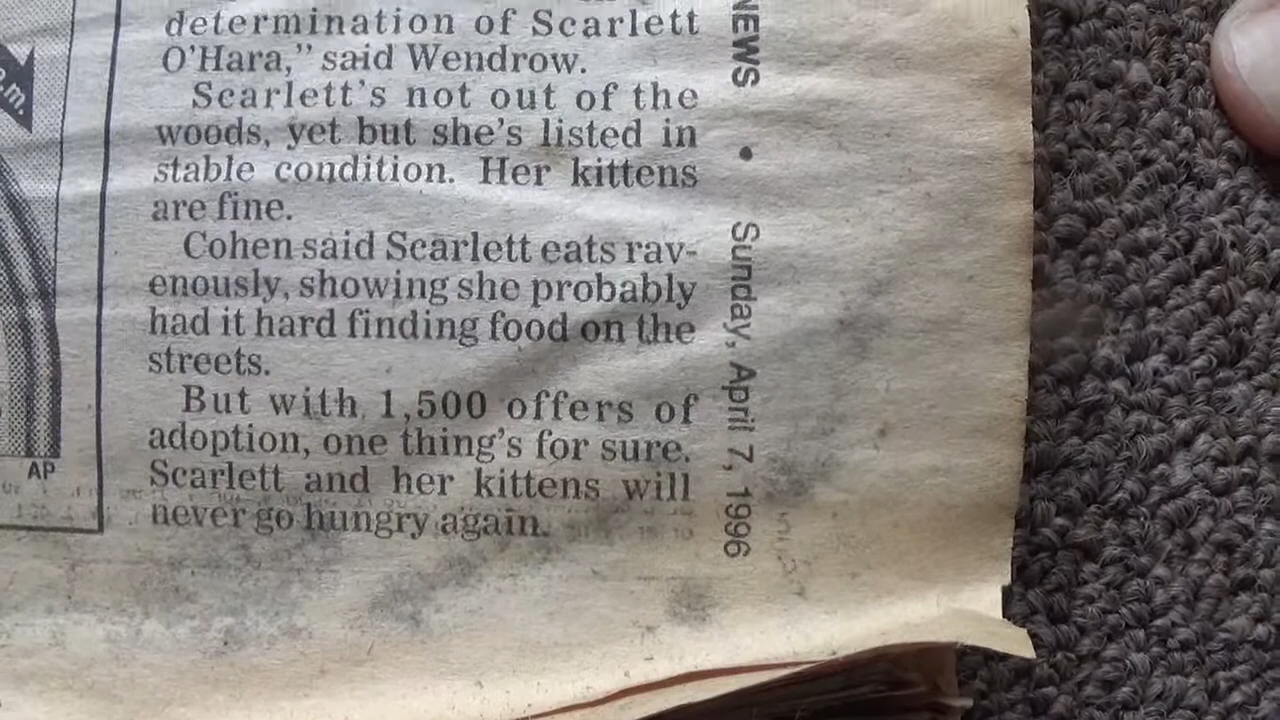 determination of Scarlett
O'Hara," said Wendrow.
Scarlett's not out of the
woods, yet but she's listed in
stable condition. Her kittens
are fine.
Cohen said Scarlett eats rav-
enously, showing she probably
had it hard finding food on the
streets.
But with 1,500 offers of
adoption, one thing's for sure.
Scarlett and her kittens will
never go hungry again.
NEWS • Sunday, April 7, 1996
.m.
AP